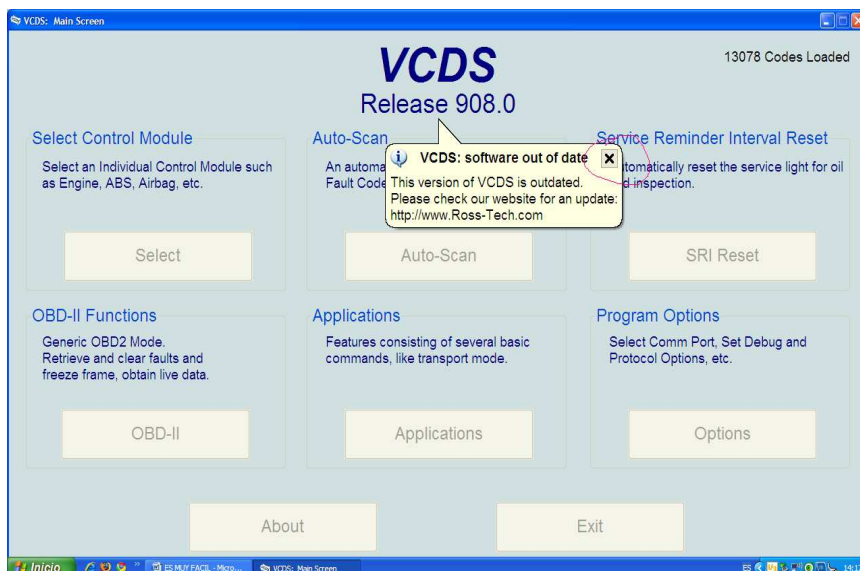 VCDS: Main Screen
VCDS
13078 Codes Loaded
Release 908.0
Select Control Module
Select an Individual Control Module such
as Engine, ABS, Airbag, etc.
Select
Auto-Scan
An automa
Fault Code
Auto-Scan
VCDS: software out of date
This version of VCDS is outdated.
Please check our website for an update:
http://www.Ross-Tech.com
Service Reminder Interval Reset
utomatically reset the service light for oil
d inspection.
SRI Reset
OBD-II Functions
Generic OBD2 Mode.
Retrieve and clear faults and
freeze frame, obtain live data.
OBD-II
Applications
Features consisting of several basic
commands, like transport mode.
Applications
Program Options
Select Comm Port, Set Debug and
Protocol Options, etc.
Options
About
Exit
Inicio
ES MUY FACIL - Micro...
VCDS: Main Screen
ES